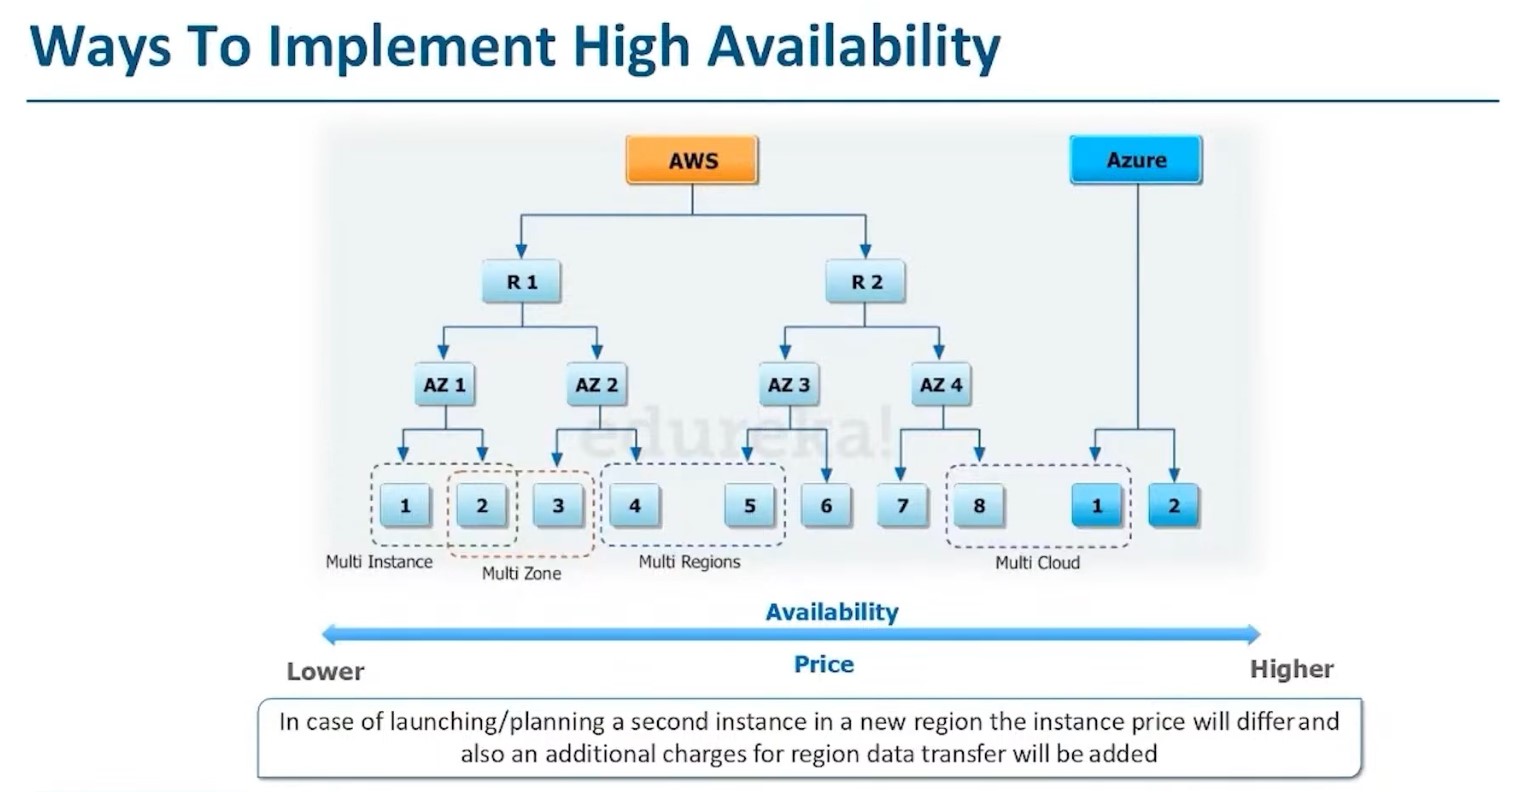 Ways To Implement High Availability
AWS
Azure
R 1
R 2
AZ 1
AZ 2
AZ 3
AZ 4
edureka!
1
2
3
4
5
6
7
8
1
2
Multi Instance
Multi Zone
Multi Regions
Multi Cloud
Availability
Lower
Price
Higher
In case of launching/planning a second instance in a new region the instance price will differ and
also an additional charges for region data transfer will be added